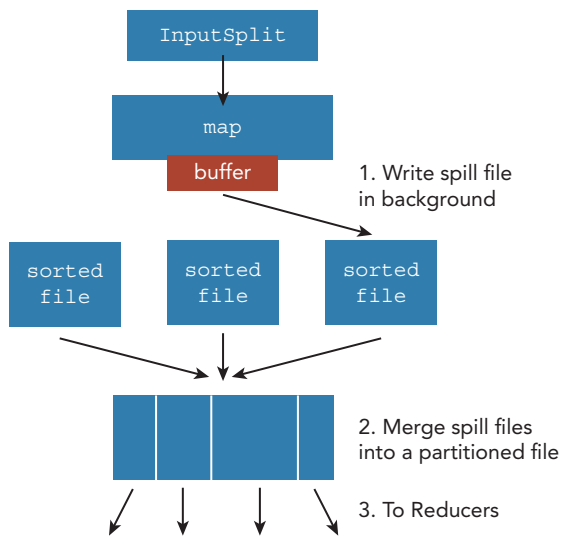 InputSplit
map
buffer
1. Write spill file
in background
sorted
file
sorted
file
sorted
file
2. Merge spill files
into a partitioned file
3. To Reducers